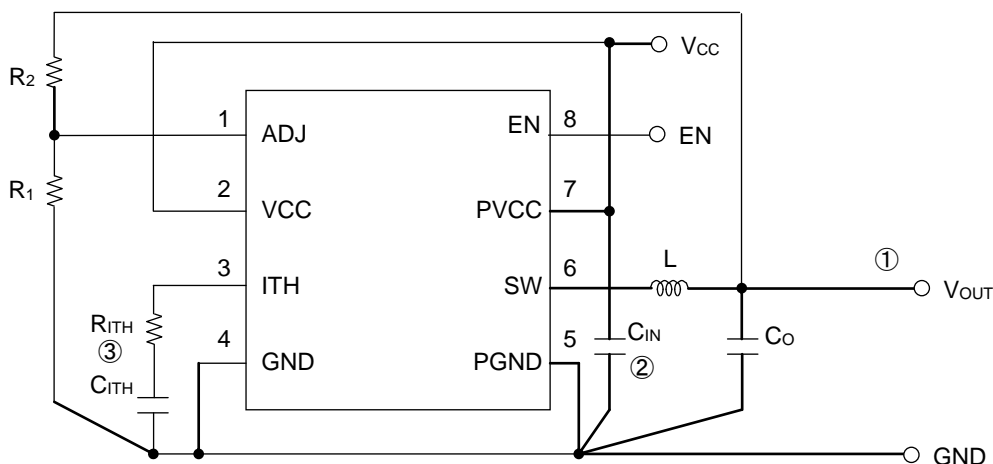 VCC
R2
1
ADJ
EN
8
EN
R1
2
VCC
PVCC
7
L
①
3
ITH
SW
6
VOUT
RITH
③
CIN
CO
4
GND
PGND
5
②
CITH
GND